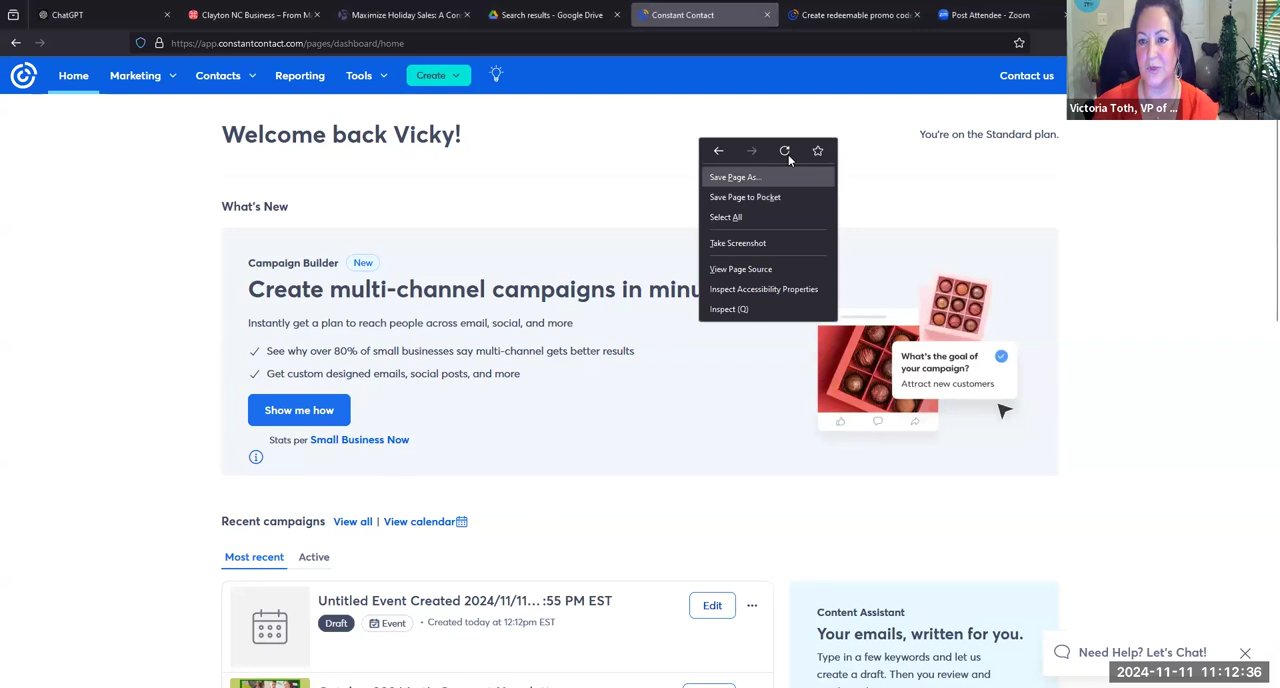 ChatGPT
Clayton NC Business – From M
Maximize Holiday Sales: A Con
Search results - Google Drive
Constant Contact
Create redeemable promo cod
Post Attendee - Zoom
https://app.constantcontact.com/pages/dashboard/home
Home
Marketing
Contacts
Reporting
Tools
Create
Contact us
Victoria Toth, VP of ...
Welcome back Vicky!
You're on the Standard plan.
Save Page As...
Save Page to Pocket
Select All
Take Screenshot
View Page Source
Inspect Accessibility Properties
Inspect (Q)
What's New
Campaign Builder New
Create multi-channel campaigns in minu
Instantly get a plan to reach people across email, social, and more
See why over 80% of small businesses say multi-channel gets better results
Get custom designed emails, social posts, and more
Show me how
Stats per Small Business Now
What's the goal of
your campaign?
Attract new customers
Recent campaigns View all | View calendar
Most recent Active
Untitled Event Created 2024/11/11... :55 PM EST
Draft Event • Created today at 12:12pm EST
Edit
Content Assistant
Your emails, written for you.
Type in a few keywords and let us
create a draft. Then you review and
Need Help? Let's Chat!
2024-11-11 11:12:36